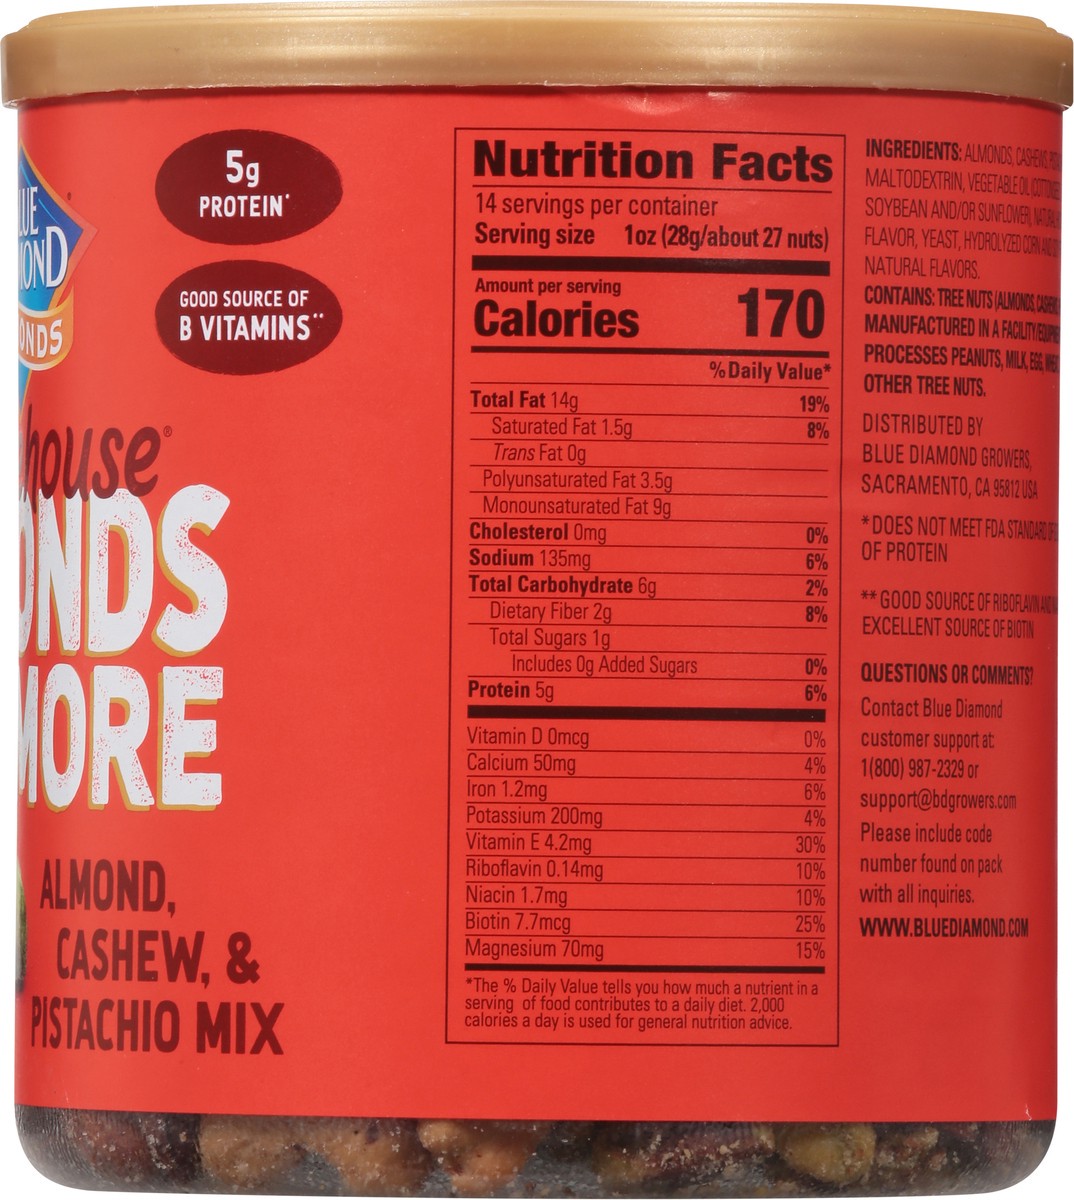 5g
PROTEIN*
GOOD SOURCE OF
B VITAMINS**
house®
ALMOND,
CASHEW, &
PISTACHIO MIX
Nutrition Facts
14 servings per container
Serving size 1oz (28g/about 27 nuts)
Amount per serving
Calories 170
% Daily Value*
Total Fat 14g 19%
Saturated Fat 1.5g 8%
Trans Fat 0g
Polyunsaturated Fat 3.5g
Monounsaturated Fat 9g
Cholesterol 0mg 0%
Sodium 135mg 6%
Total Carbohydrate 6g 2%
Dietary Fiber 2g 8%
Total Sugars 1g
Includes 0g Added Sugars 0%
Protein 5g 6%
Vitamin D 0mcg 0%
Calcium 50mg 4%
Iron 1.2mg 6%
Potassium 200mg 4%
Vitamin E 4.2mg 30%
Riboflavin 0.14mg 10%
Niacin 1.7mg 10%
Biotin 7.7mcg 25%
Magnesium 70mg 15%
*The % Daily Value tells you how much a nutrient in a
serving of food contributes to a daily diet. 2,000
calories a day is used for general nutrition advice.
INGREDIENTS: ALMONDS, CASHEWS,
MALTODEXTRIN, VEGETABLE OIL
SOYBEAN AND/OR SUNFLOWER),
FLAVOR, YEAST, HYDROLYZED CORN AND
NATURAL FLAVORS.
CONTAINS: TREE NUTS (ALMONDS,
MANUFACTURED IN A
PROCESSES PEANUTS, MILK, EGG,
OTHER TREE NUTS.
DISTRIBUTED BY
BLUE DIAMOND GROWERS,
SACRAMENTO, CA 95812 USA
*DOES NOT MEET FDA STANDARD
OF PROTEIN
** GOOD SOURCE OF RIBOFLAVIN AND
EXCELLENT SOURCE OF BIOTIN
QUESTIONS OR COMMENTS?
Contact Blue Diamond
customer support at:
1(800) 987-2329 or
support@bdgrowers.com
Please include code
number found on pack
with all inquiries.
WWW.BLUEDIAMOND.COM